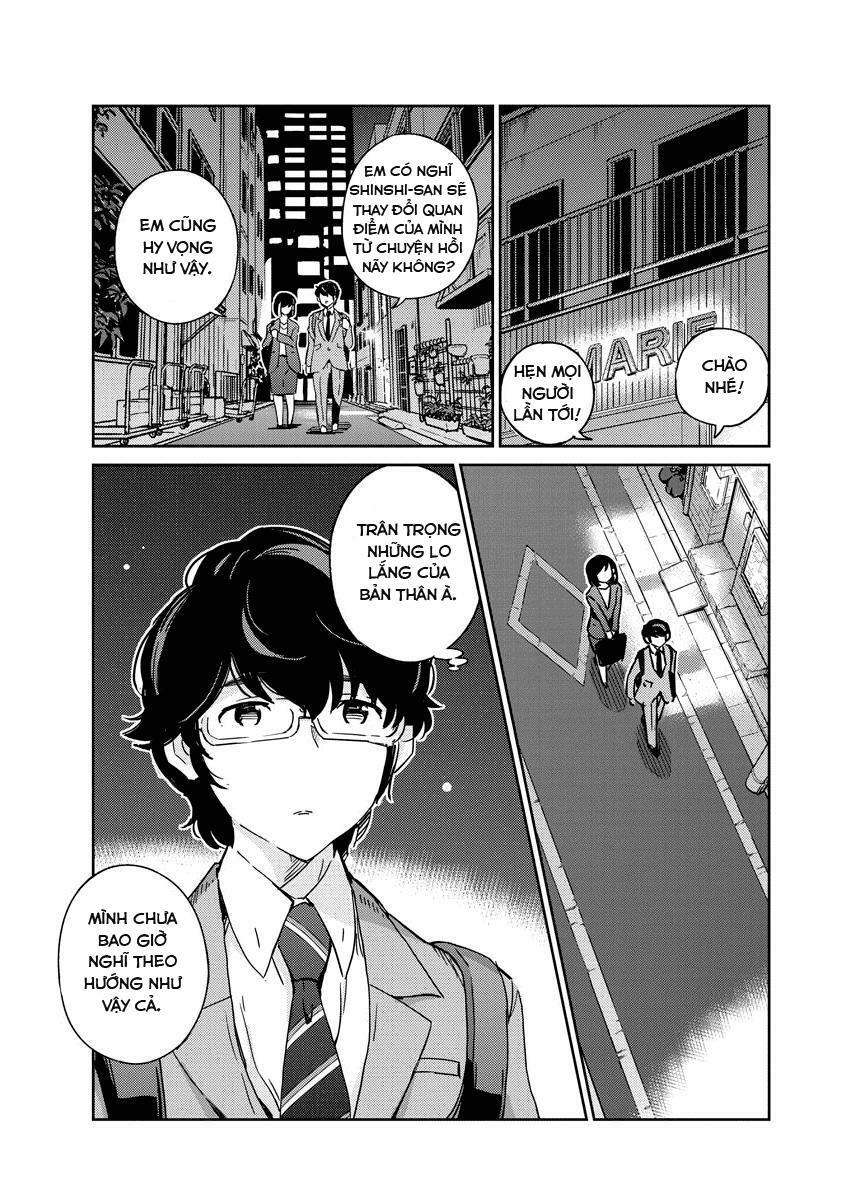 CHÀO
NHÉ!
MARIE
HẸN MỌI
NGƯỜI
LẦN TỚI!
EM CÓ NGHĨ
SHINSHI-SAN SẼ
THAY ĐỔI QUAN
ĐIỂM CỦA MÌNH
TỪ CHUYỆN HỒI
NÃY KHÔNG?
EM CŨNG
HY VỌNG
NHƯ VẬY.
TRÂN TRỌNG
NHỮNG LO
LẮNG CỦA
BẢN THÂN À.
MÌNH CHƯA
BAO GIỜ
NGHĨ THEO
HƯỚNG NHƯ
VẬY CẢ.